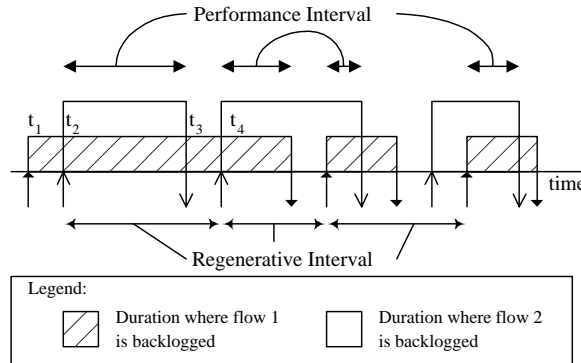 Performance Interval
t1 t2 t3 t4
time
Regenerative Interval
Legend:
Duration where flow 1
is backlogged
Duration where flow 2
is backlogged